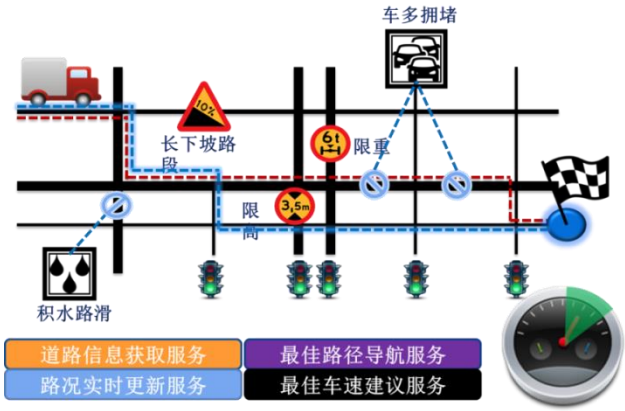 车多拥堵
10%
长下坡路
段
6t
限重
限
高
3,5m
积水路滑
道路信息获取服务
最佳路径导航服务
路况实时更新服务
最佳车速建议服务